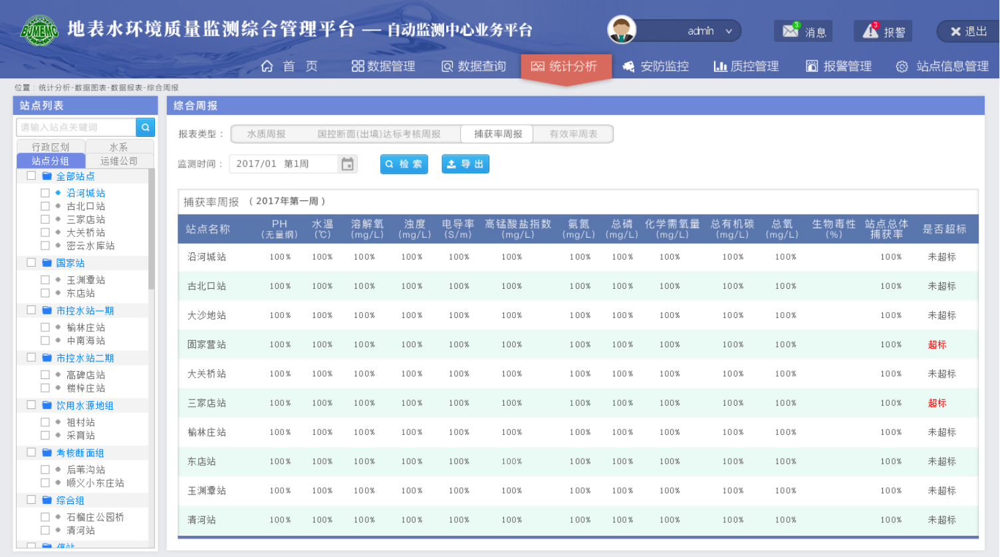 BJMEMC 地表水环境质量监测综合管理平台 — 自动监测中心业务平台
admin 3 消息 3 报警 退出
首 页 数据管理 数据查询 统计分析 安防监控 质控管理 报警管理 站点信息管理
位置：统计分析-数据图表-数据报表-综合周报
站点列表
请输入站点关键词
行政区划 水系
站点分组 运维公司
全部站点
沿河城站
古北口站
三家店站
大关桥站
密云水库站
国家站
玉渊潭站
东店站
市控水站一期
榆林庄站
中南海站
市控水站二期
高碑店站
楼梓庄站
饮用水源地组
祖村站
采育站
考核断面组
后苇沟站
顺义小东庄站
综合组
石榴庄公园桥
清河站
综合周报
报表类型： 水质周报 国控断面(出境)达标考核周报 捕获率周报 有效率周表
监测时间： 2017/01 第1周 检 索 导 出
捕获率周报 （2017年第一周）
站点名称 PH (无量纲) 水温 (℃) 溶解氧 (mg/L) 浊度 (mg/L) 电导率 (S/m) 高锰酸盐指数 (mg/L) 氨氮 (mg/L) 总磷 (mg/L) 化学需氧量 (mg/L) 总有机碳 (mg/L) 总氧 (mg/L) 生物毒性 (%) 站点总体捕获率 是否超标
沿河城站 100% 100% 100% 100% 100% 100% 100% 100% 100% 100% 100% 100% 未超标
古北口站 100% 100% 100% 100% 100% 100% 100% 100% 100% 100% 100% 100% 未超标
大沙地站 100% 100% 100% 100% 100% 100% 100% 100% 100% 100% 100% 100% 未超标
固家营站 100% 100% 100% 100% 100% 100% 100% 100% 100% 100% 100% 100% 超标
大关桥站 100% 100% 100% 100% 100% 100% 100% 100% 100% 100% 100% 100% 未超标
三家店站 100% 100% 100% 100% 100% 100% 100% 100% 100% 100% 100% 100% 超标
榆林庄站 100% 100% 100% 100% 100% 100% 100% 100% 100% 100% 100% 100% 未超标
东店站 100% 100% 100% 100% 100% 100% 100% 100% 100% 100% 100% 100% 未超标
玉渊潭站 100% 100% 100% 100% 100% 100% 100% 100% 100% 100% 100% 100% 未超标
清河站 100% 100% 100% 100% 100% 100% 100% 100% 100% 100% 100% 100% 未超标